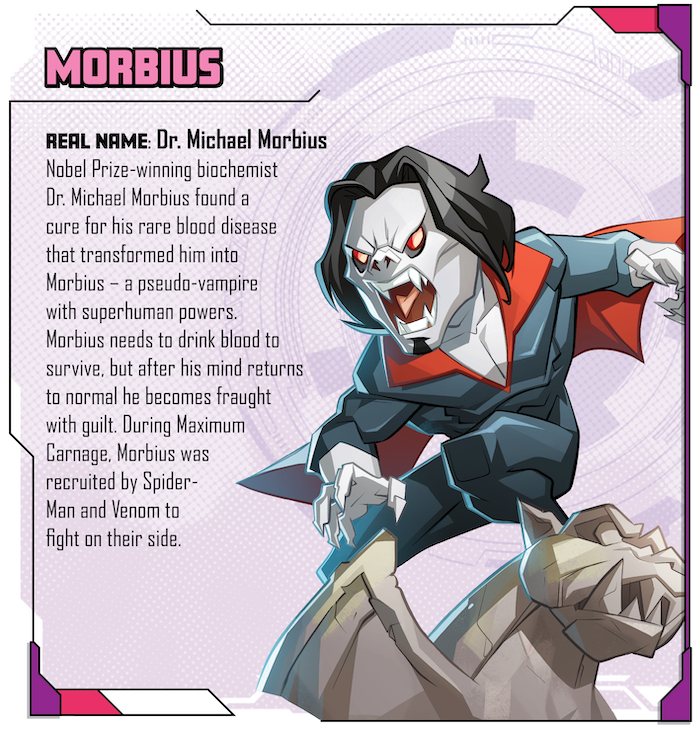 MORBIUS
REAL NAME: Dr. Michael Morbius
Nobel Prize-winning biochemist
Dr. Michael Morbius found a
cure for his rare blood disease
that transformed him into
Morbius – a pseudo-vampire
with superhuman powers.
Morbius needs to drink blood to
survive, but after his mind returns
to normal he becomes fraught
with guilt. During Maximum
Carnage, Morbius was
recruited by Spider-
Man and Venom to
fight on their side.